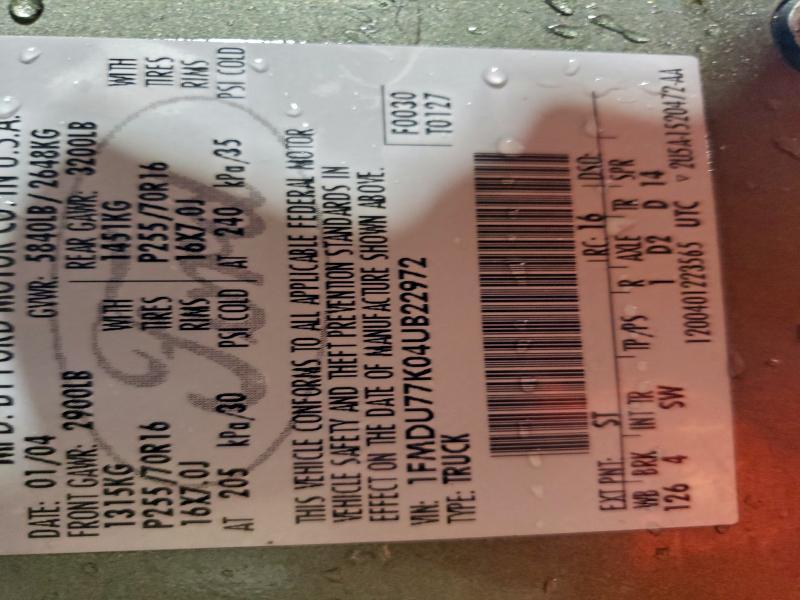 MFD. BY FORD MOTOR CO. IN U.S.A.
DATE: 01/04 GVWR: 5840LB/2648KG
FRONT GAWR: 2900LB REAR GAWR: 3200LB
1315KG WITH 1451KG WITH
P255/70R16 TIRES P255/70R16 TIRES
16X7.0J RIMS 16X7.0J RIMS
AT 205 kPa/30 PSI COLD AT 240 kPa/35 PSI COLD
Ford
THIS VEHICLE CONFORMS TO ALL APPLICABLE FEDERAL MOTOR
VEHICLE SAFETY AND THEFT PREVENTION STANDARDS IN
EFFECT ON THE DATE OF MANUFACTURE SHOWN ABOVE.
VIN: 1FMDU77K04UB22972
TYPE: TRUCK
F0030
T0127
EXT PNT: ST RC: 16 DSO:
WB BRK INT TR TP/PS R AXLE TR SPR
126 4 SW 1 D2 D 14
1200401223565 UTC ▽ 2U5A-1520472-AA